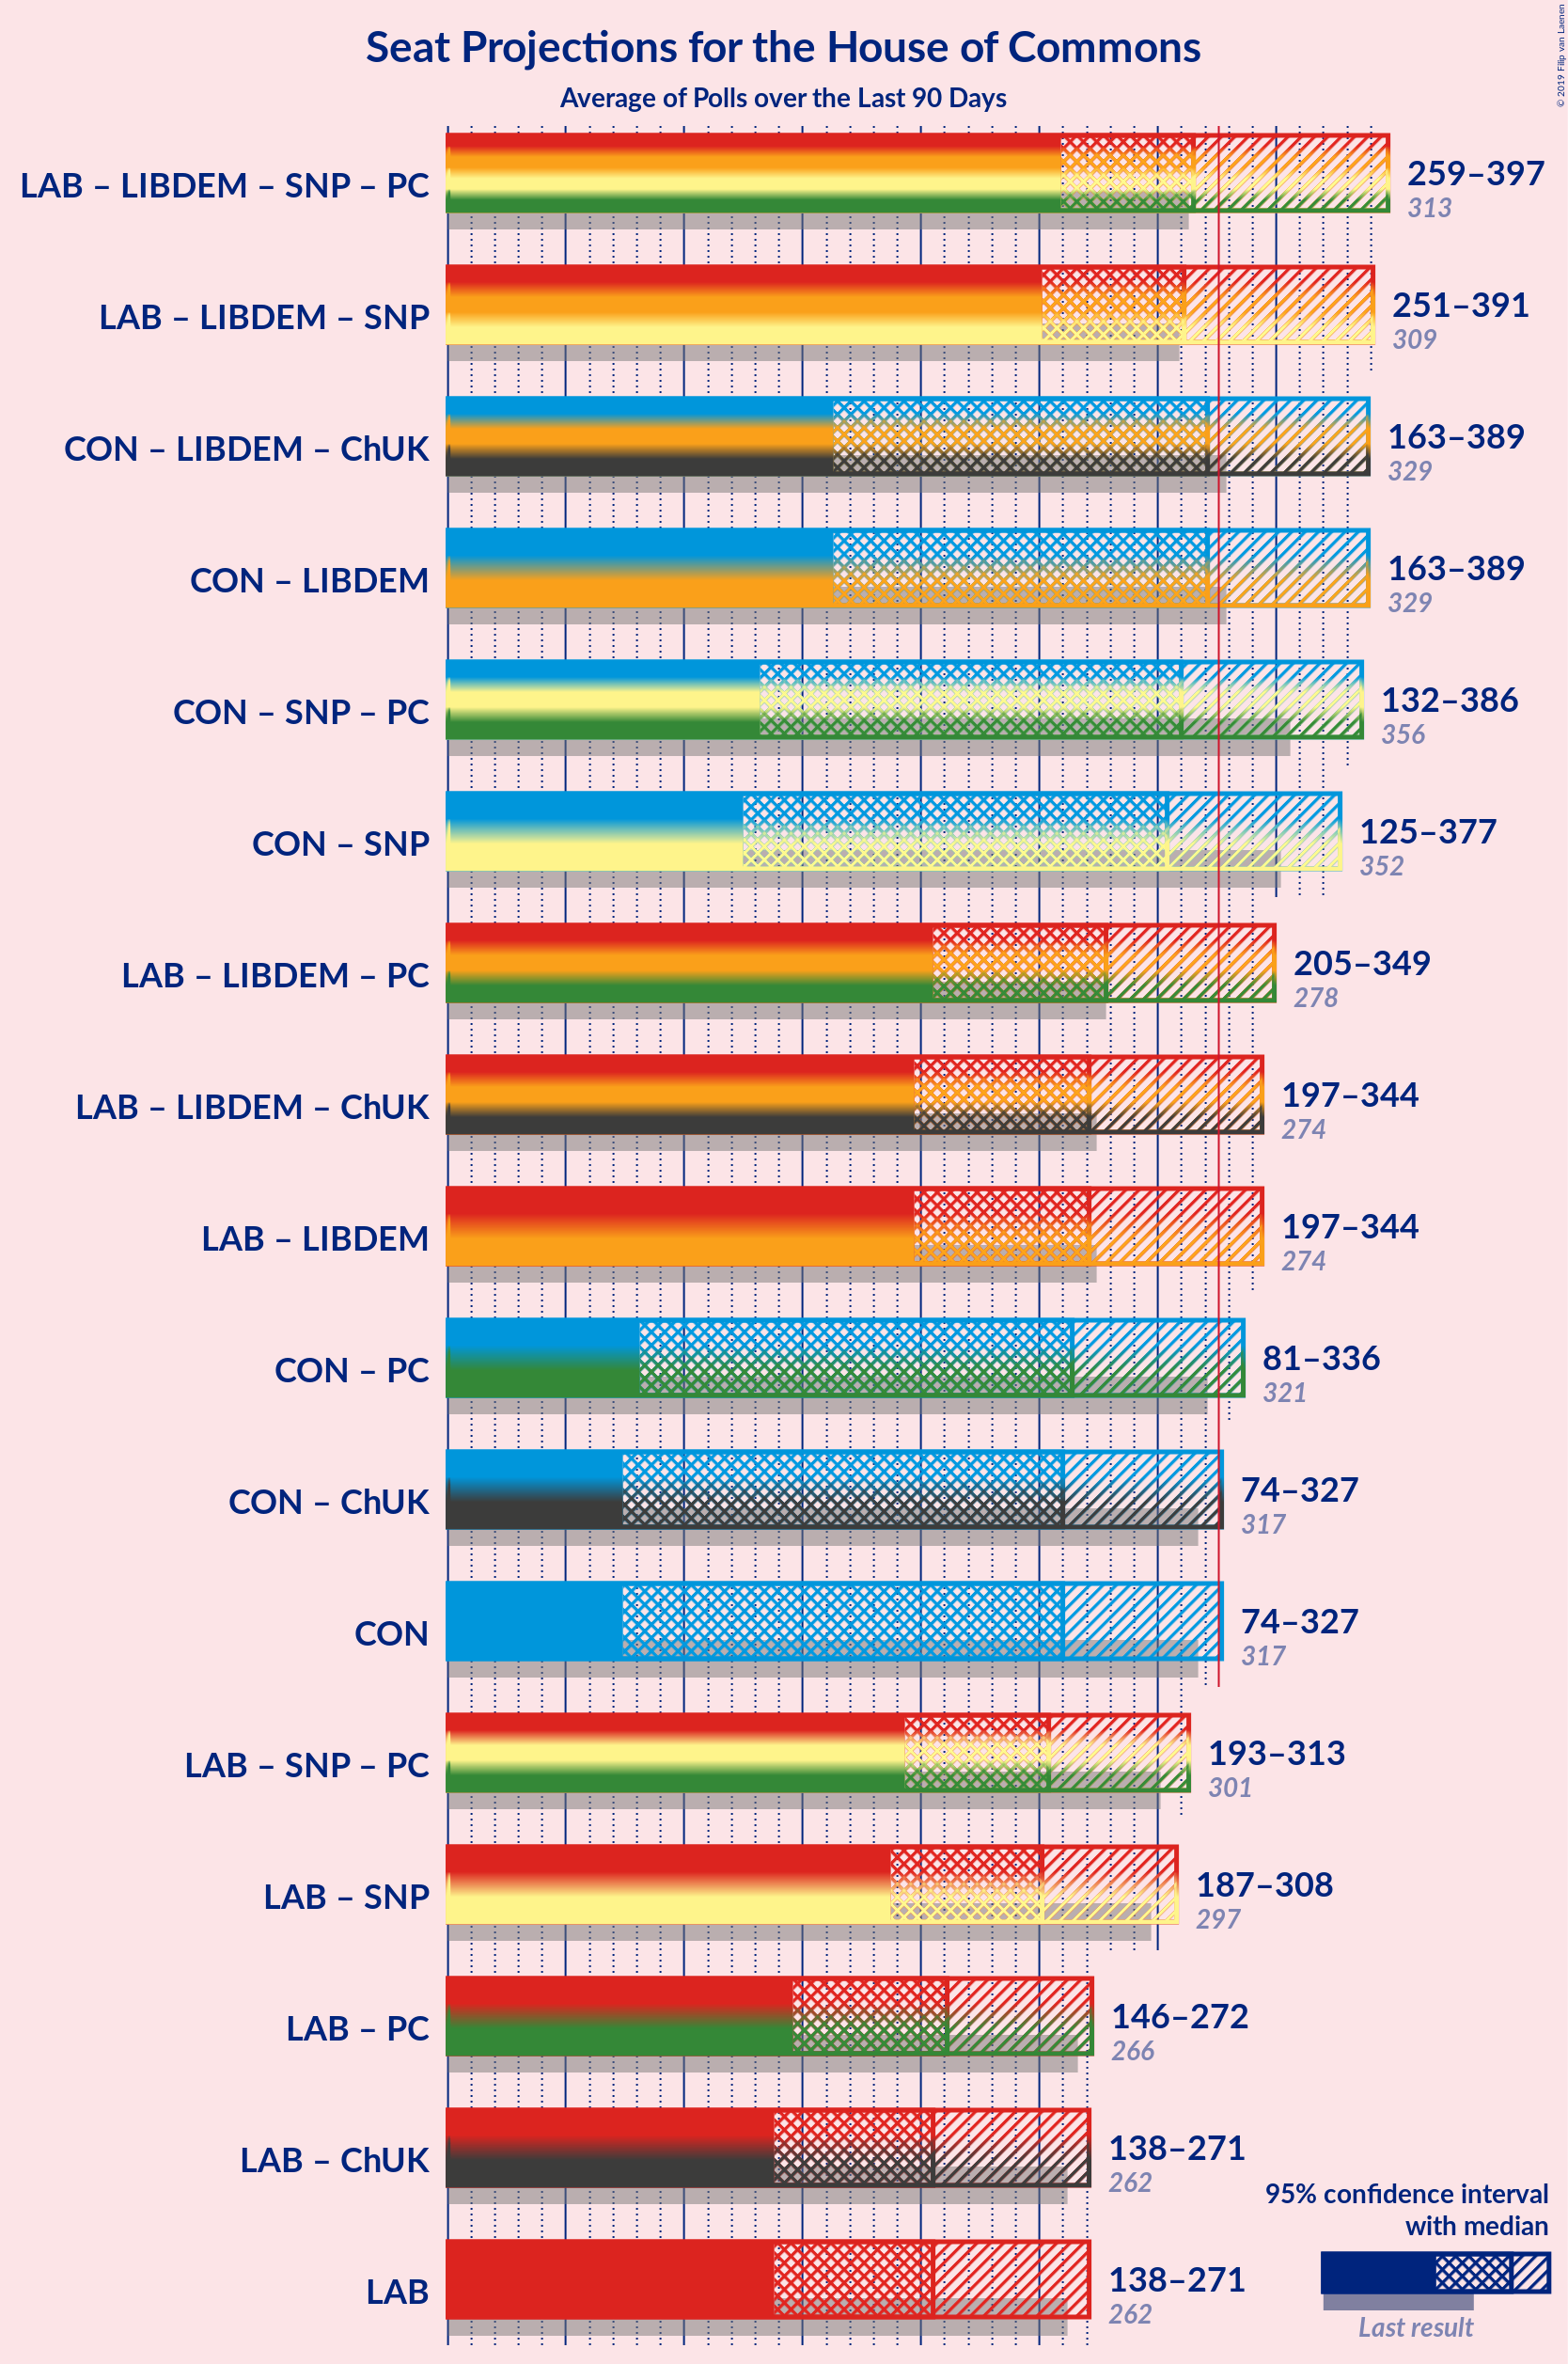 Seat Projections for the House of Commons
Average of Polls over the Last 90 Days
© 2019 Filip van Laenen
LAB – LIBDEM – SNP – PC
259–397
313
LAB – LIBDEM – SNP
251–391
309
CON – LIBDEM – ChUK
163–389
329
CON – LIBDEM
163–389
329
CON – SNP – PC
132–386
356
CON – SNP
125–377
352
LAB – LIBDEM – PC
205–349
278
LAB – LIBDEM – ChUK
197–344
274
LAB – LIBDEM
197–344
274
CON – PC
81–336
321
CON – ChUK
74–327
317
CON
74–327
317
LAB – SNP – PC
193–313
301
LAB – SNP
187–308
297
LAB – PC
146–272
266
LAB – ChUK
138–271
262
LAB
138–271
262
95% confidence interval
with median
Last result